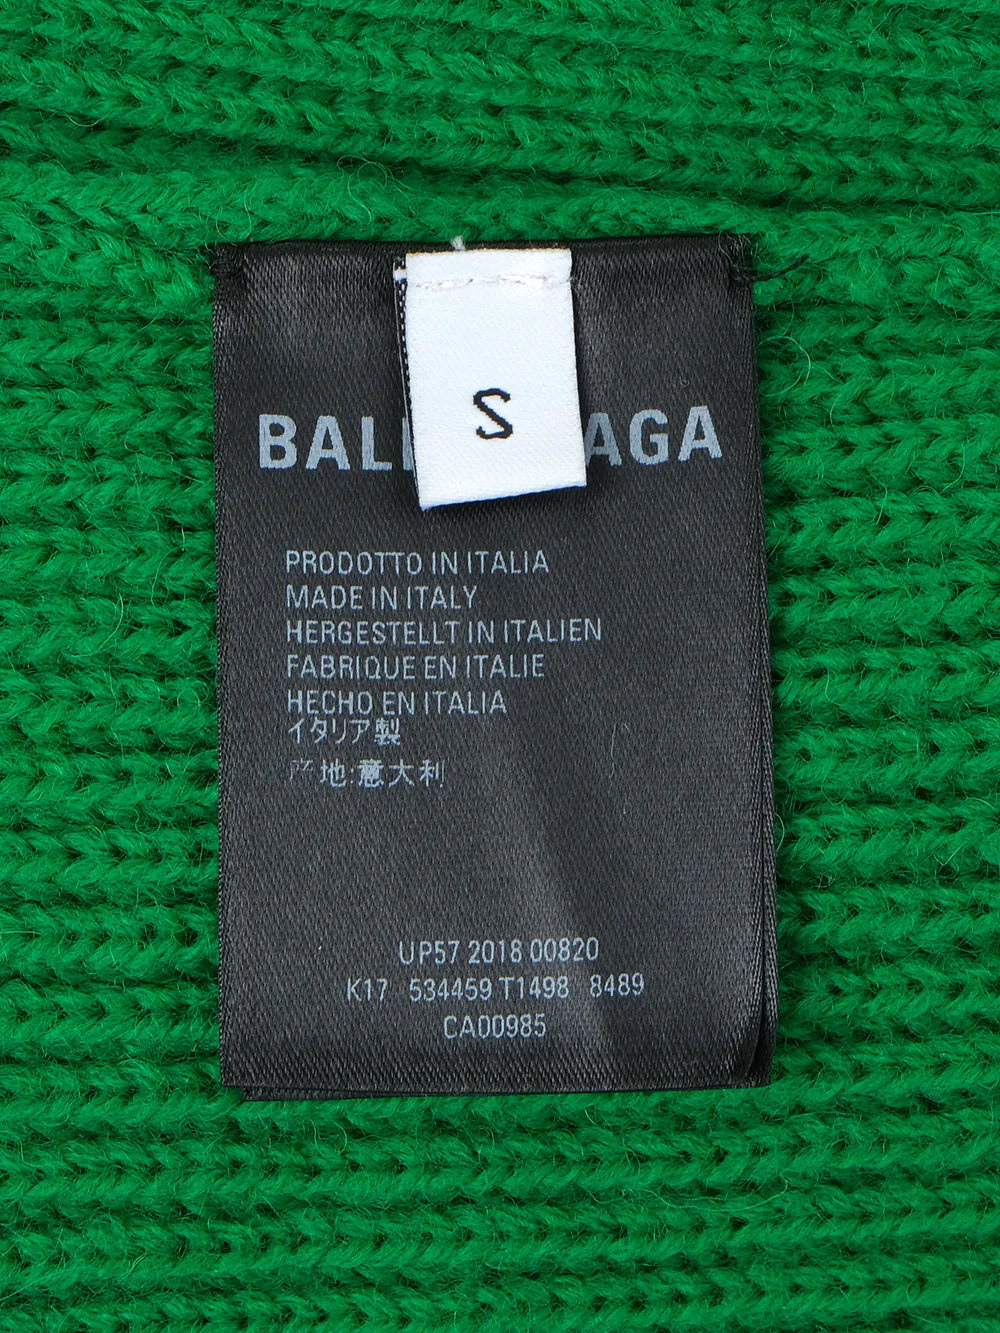 S
BAL AGA
PRODOTTO IN ITALIA
MADE IN ITALY
HERGESTELLT IN ITALIEN
FABRIQUE EN ITALIE
HECHO EN ITALIA
イタリア製
产地:意大利
UP57 2018 00820
K17 534459 T1498 8489
CA00985